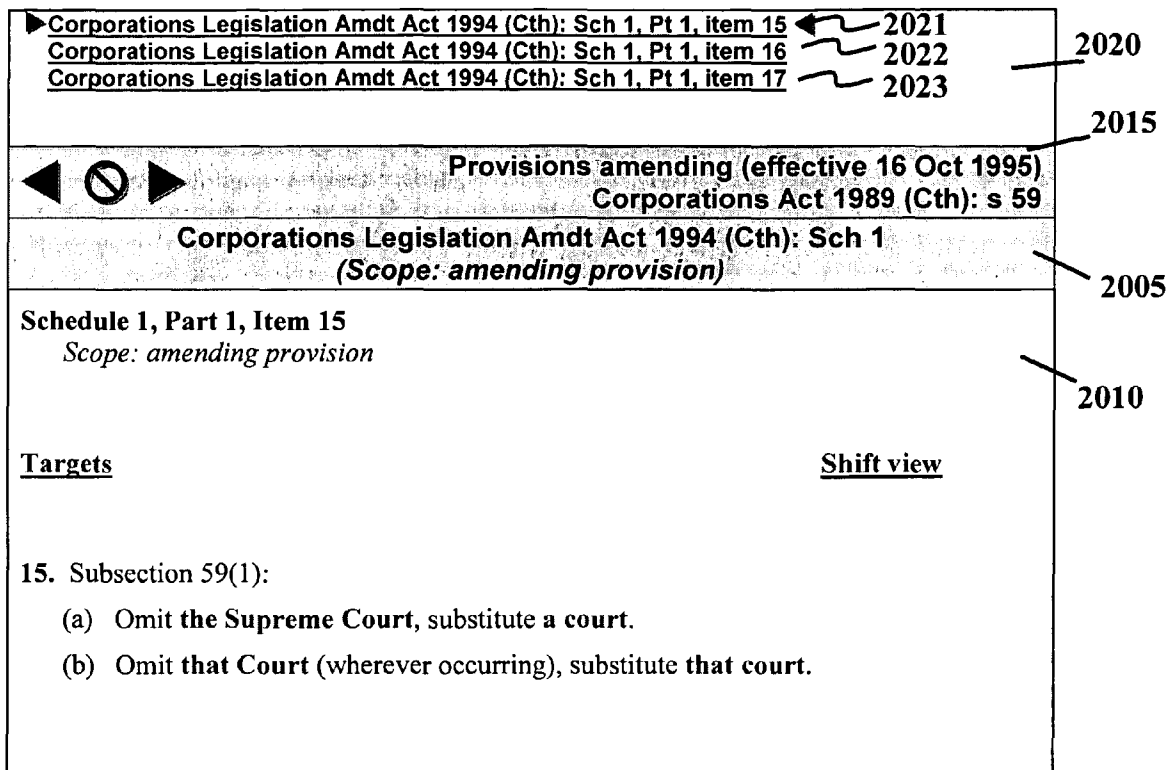 Corporations Legislation Amdt Act 1994 (Cth): Sch 1, Pt 1, item 15 2021
Corporations Legislation Amdt Act 1994 (Cth): Sch 1, Pt 1, item 16 2022
Corporations Legislation Amdt Act 1994 (Cth): Sch 1, Pt 1, item 17 2023
2020
2015
Provisions amending (effective 16 Oct 1995)
Corporations Act 1989 (Cth): s 59
Corporations Legislation Amdt Act 1994 (Cth): Sch 1
(Scope: amending provision)
2005
Schedule 1, Part 1, Item 15
Scope: amending provision
2010
Targets Shift view
15. Subsection 59(1):
(a) Omit the Supreme Court, substitute a court.
(b) Omit that Court (wherever occurring), substitute that court.